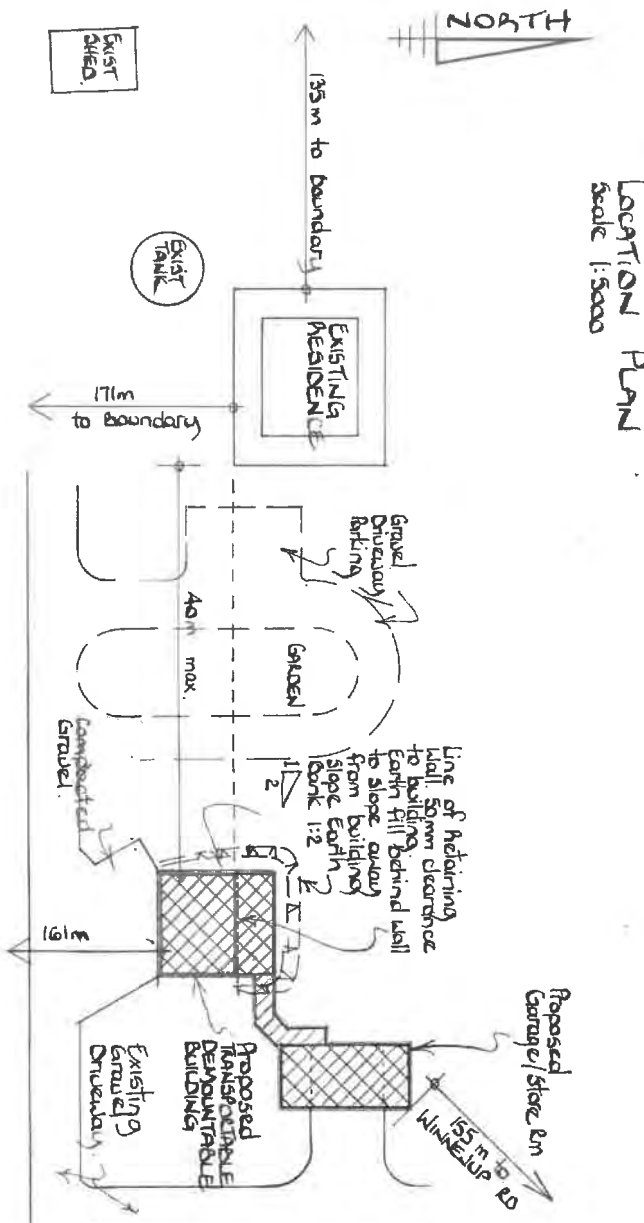 NORTH
LOCATION PLAN.
Scale 1:5000
EXIST
SHED.
135m to boundary
EXIST
TANK
EXISTING
RESIDENCE
171m
to boundary
Gravel
Driveway
Parking
40m max.
GARDEN
Compacted
Gravel.
1
2
Line of Retaining
Wall. 50mm clearance
to building.
Earth fill behind wall
to slope away
from building
Slope Earth
Bank 1:2
161m
Proposed
Garage/Store Rm
155m to
WINNEWUP RD
Proposed
TRANSPORTABLE
DEMOUNTABLE
BUILDING
Existing
Gravel
Driveway.